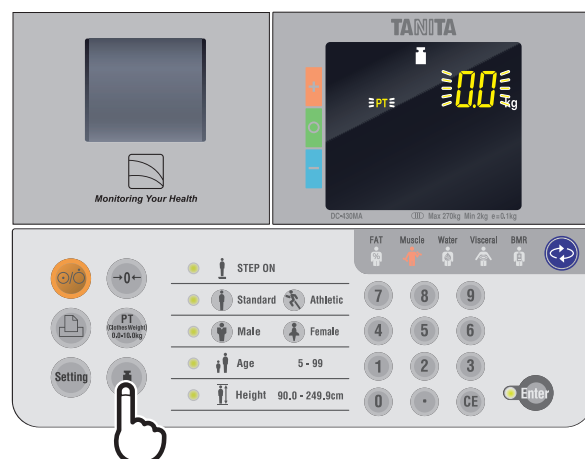 TANITA
PT
0.0 kg
Monitoring Your Health
DC-430MA
Max 270kg Min 2kg e=0.1kg
FAT Muscle Water Visceral BMR
STEP ON
PT
(Clothes Weight)
0.0-10.0kg
Standard Athletic
Male Female
Setting
Age 5 - 99
Height 90.0 - 249.9cm
7 8 9
4 5 6
1 2 3
0 · CE
Enter